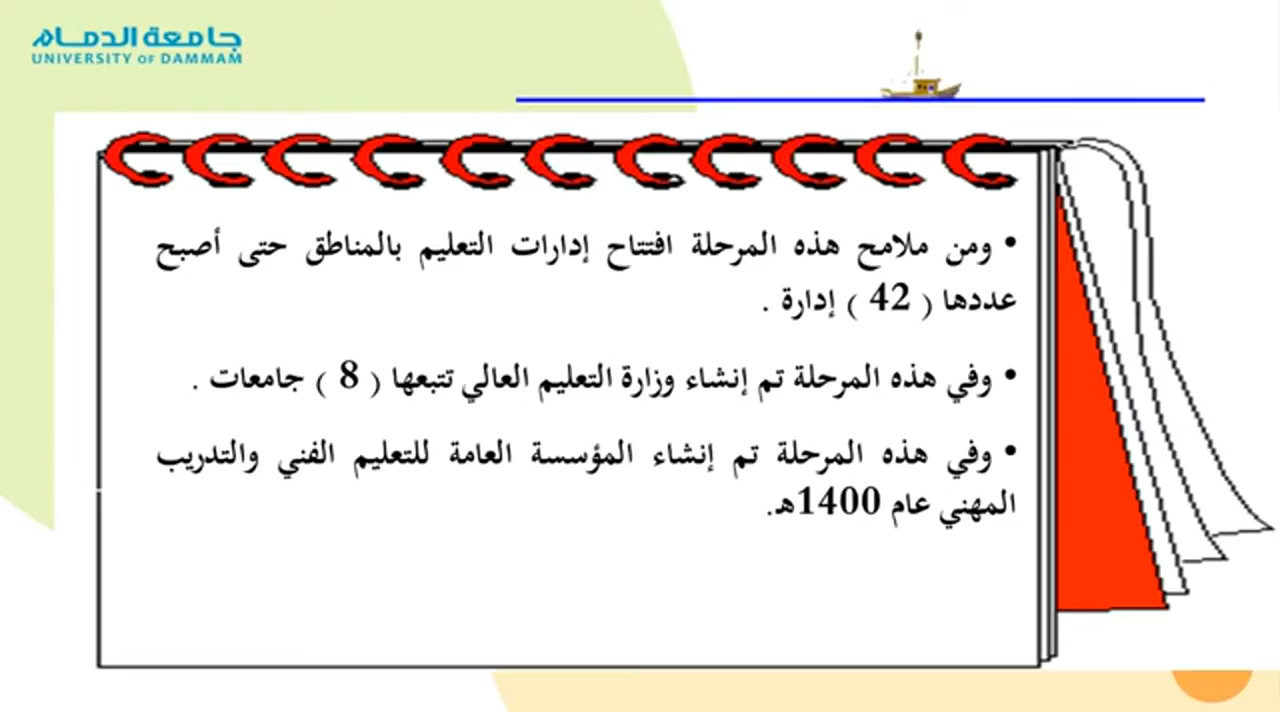 جامعة الدمام
UNIVERSITY OF DAMMAM
• ومن ملامح هذه المرحلة افتتاح إدارات التعليم بالمناطق حتى أصبح
عددها ( 42 ) إدارة .
• وفي هذه المرحلة تم إنشاء وزارة التعليم العالي تتبعها ( 8 ) جامعات .
• وفي هذه المرحلة تم إنشاء المؤسسة العامة للتعليم الفني والتدريب
المهني عام 1400هـ.